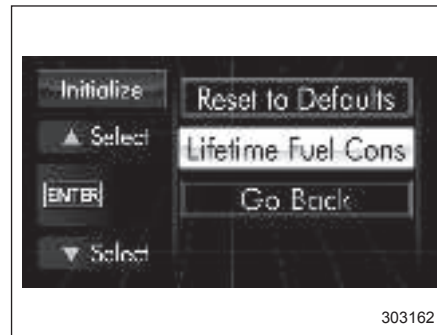 Initialize
Reset to Defaults
▲ Select
Lifetime Fuel Cons
ENTER
Go Back
▼ Select
303162